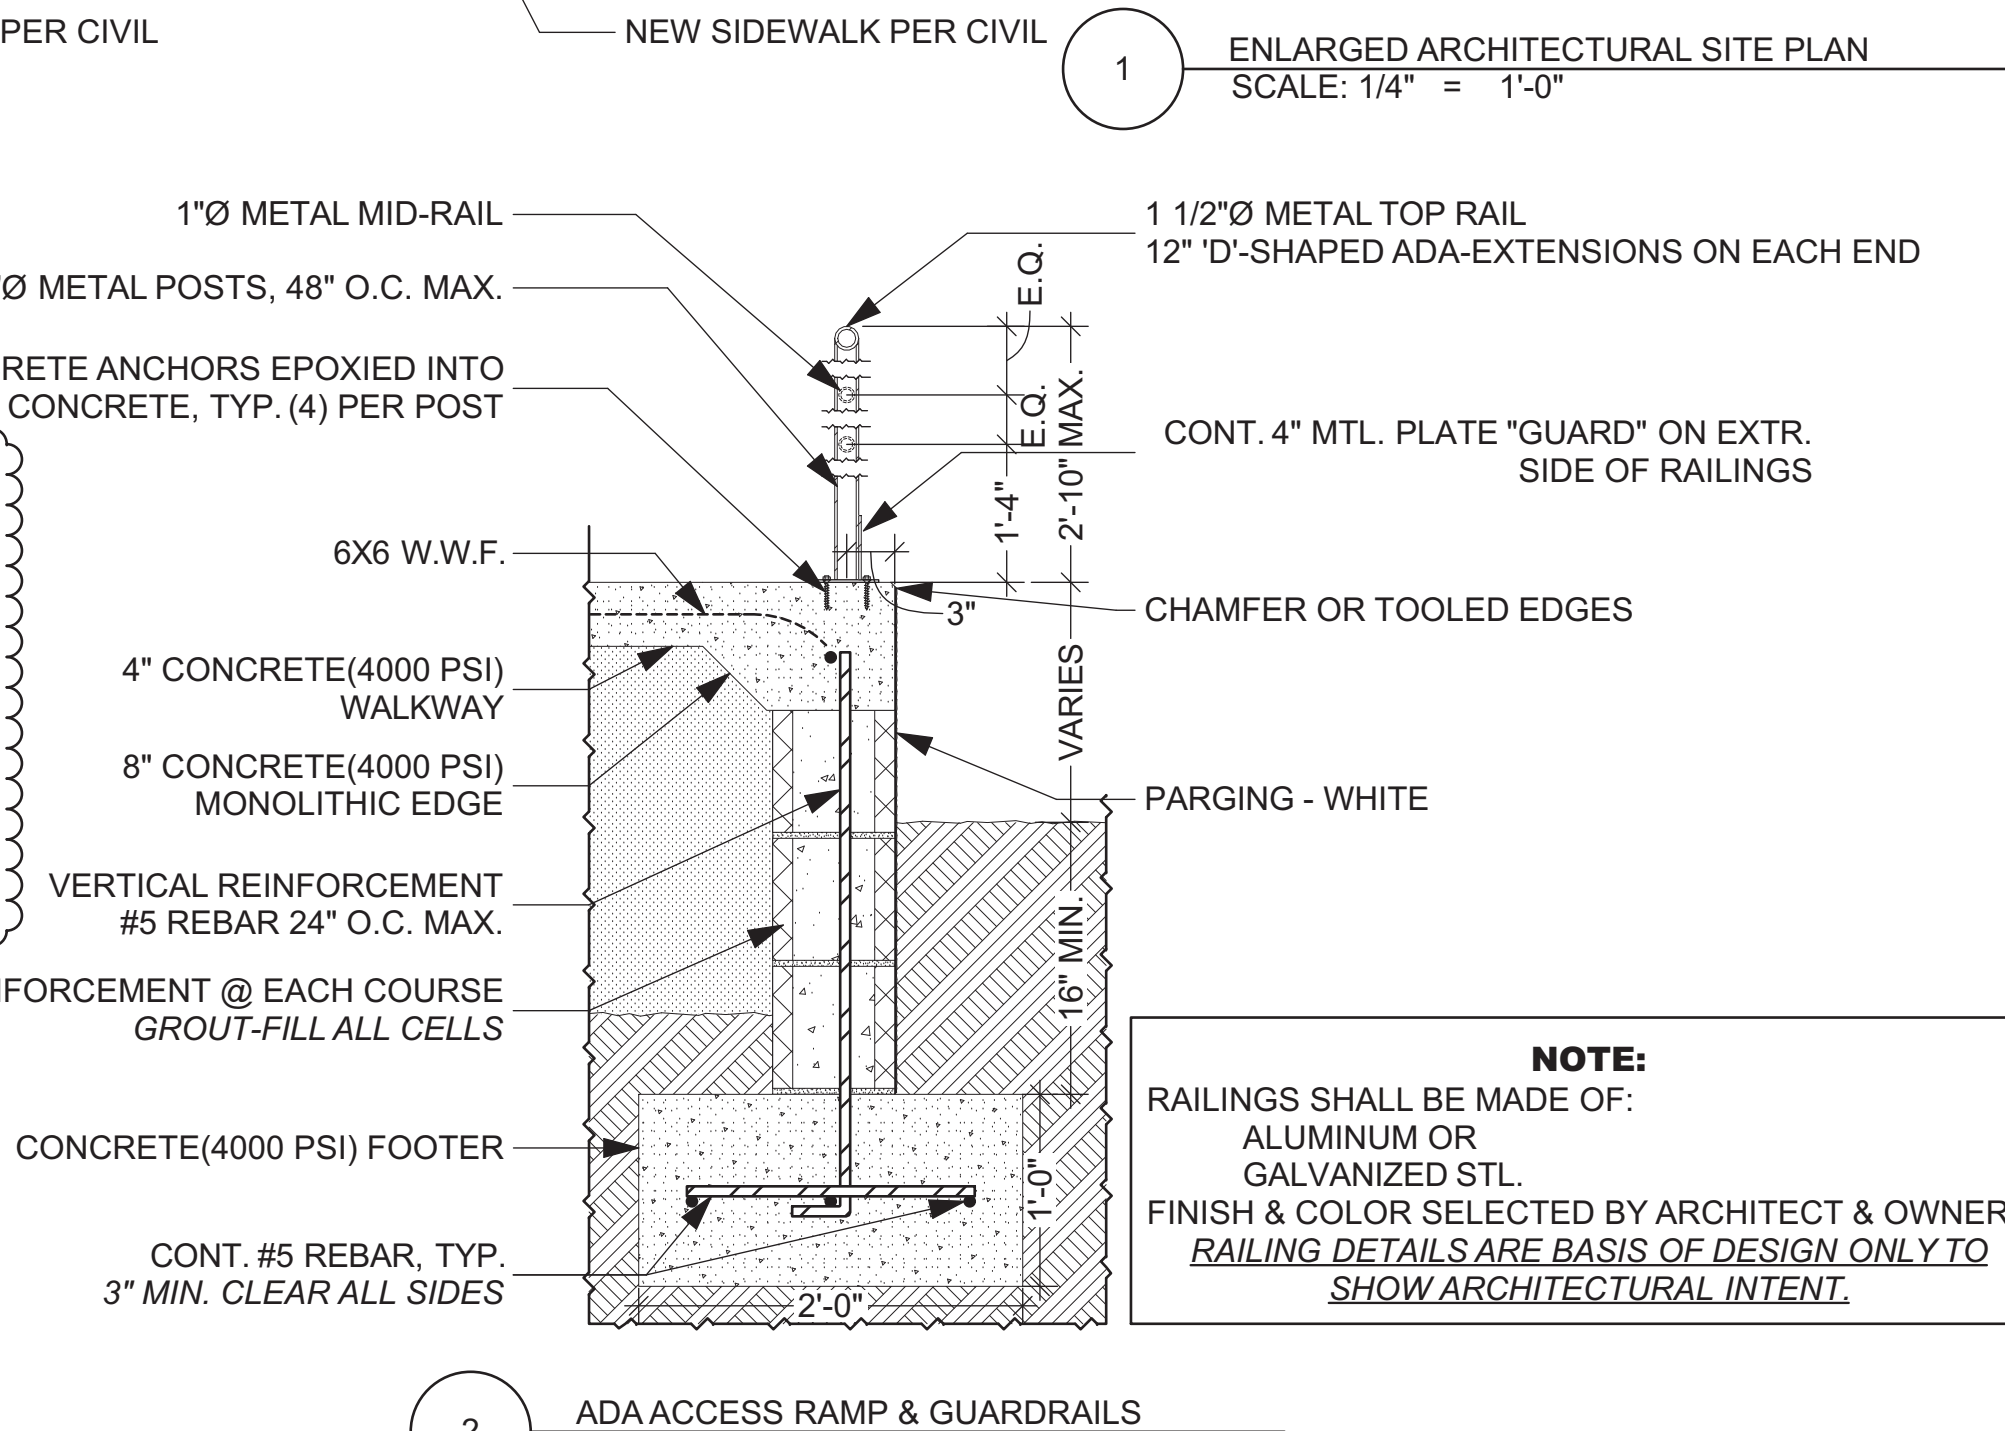 PER CIVIL
NEW SIDEWALK PER CIVIL
1
ENLARGED ARCHITECTURAL SITE PLAN
SCALE: 1/4" = 1'-0"
1"Ø METAL MID-RAIL
Ø METAL POSTS, 48" O.C. MAX.
RETE ANCHORS EPOXIED INTO
CONCRETE, TYP. (4) PER POST
6X6 W.W.F.
4" CONCRETE(4000 PSI)
WALKWAY
8" CONCRETE(4000 PSI)
MONOLITHIC EDGE
VERTICAL REINFORCEMENT
#5 REBAR 24" O.C. MAX.
FORCEMENT @ EACH COURSE
GROUT-FILL ALL CELLS
CONCRETE(4000 PSI) FOOTER
CONT. #5 REBAR, TYP.
3" MIN. CLEAR ALL SIDES
E.Q.
E.Q.
1'-4"
2'-10" MAX.
3"
VARIES
16" MIN.
1'-0"
2'-0"
1 1/2"Ø METAL TOP RAIL
12" 'D'-SHAPED ADA-EXTENSIONS ON EACH END
CONT. 4" MTL. PLATE "GUARD" ON EXTR.
SIDE OF RAILINGS
CHAMFER OR TOOLED EDGES
PARGING - WHITE
NOTE:
RAILINGS SHALL BE MADE OF:
ALUMINUM OR
GALVANIZED STL.
FINISH & COLOR SELECTED BY ARCHITECT & OWNER
RAILING DETAILS ARE BASIS OF DESIGN ONLY TO
SHOW ARCHITECTURAL INTENT.
2
ADA ACCESS RAMP & GUARDRAILS